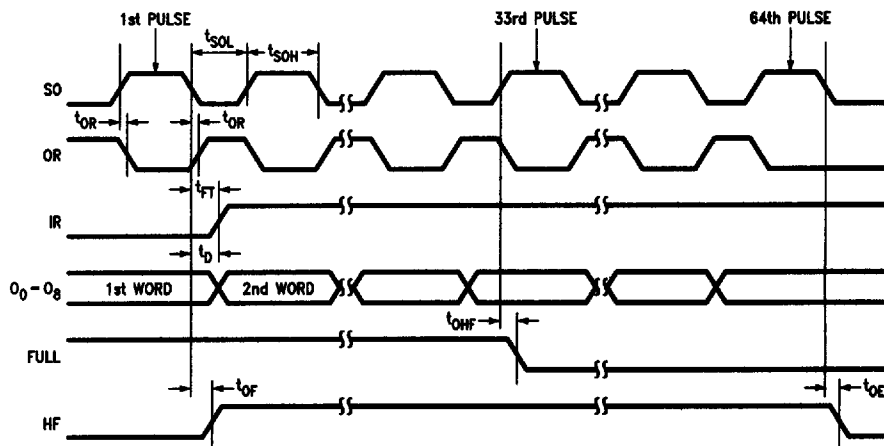 1st PULSE 33rd PULSE 64th PULSE
tSOL tSOH
SO
tOR tOR
OR
tFT
IR
tD
O0–O8 1st WORD 2nd WORD
tOHF
FULL
tOF tOE
HF